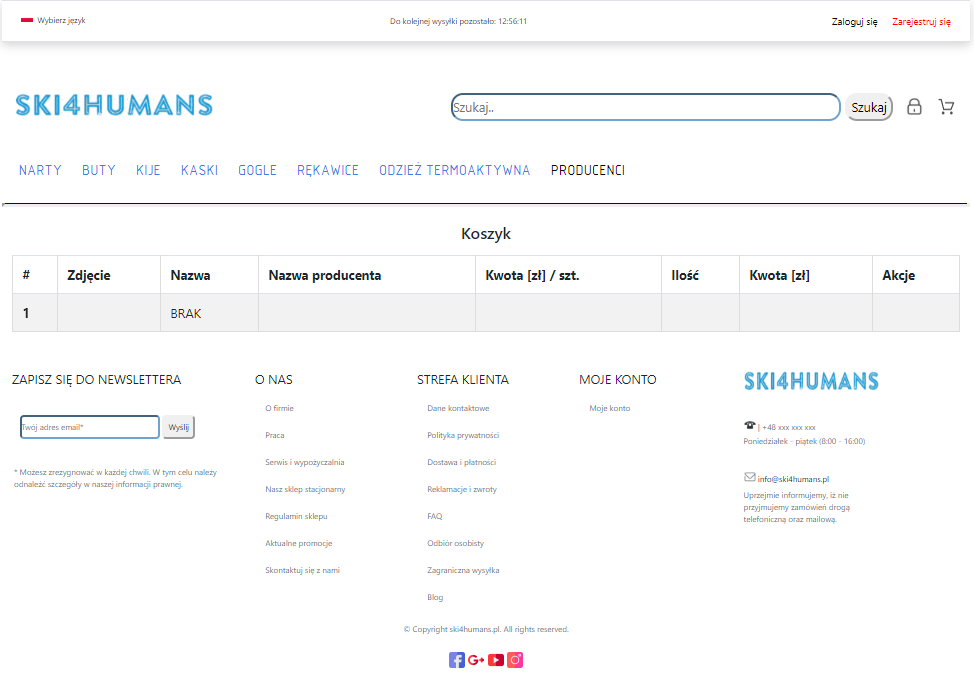 Wybierz język
Do kolejnej wysyłki pozostało: 12:56:11
Zaloguj się
Zarejestruj się
SKI4HUMANS
Szukaj..
Szukaj
NARTY BUTY KIJE KASKI GOGLE RĘKAWICE ODZIEŻ TERMOAKTYWNA PRODUCENCI
Koszyk
# Zdjęcie Nazwa Nazwa producenta Kwota [zł] / szt. Ilość Kwota [zł] Akcje
1 BRAK
ZAPISZ SIĘ DO NEWSLETTERA
Twój adres email*
Wyślij
* Możesz zrezygnować w każdej chwili. W tym celu należy
odnaleźć szczegóły w naszej informacji prawnej.
O NAS
O firmie
Praca
Serwis i wypożyczalnia
Nasz sklep stacjonarny
Regulamin sklepu
Aktualne promocje
Skontaktuj się z nami
STREFA KLIENTA
Dane kontaktowe
Polityka prywatności
Dostawa i płatności
Reklamacje i zwroty
FAQ
Odbiór osobisty
Zagraniczna wysyłka
Blog
MOJE KONTO
Moje konto
SKI4HUMANS
| +48 xxx xxx xxx
Poniedziałek - piątek (8:00 - 16:00)
info@ski4humans.pl
Uprzejmie informujemy, iż nie
przyjmujemy zamówień drogą
telefoniczną oraz mailową.
© Copyright ski4humans.pl. All rights reserved.